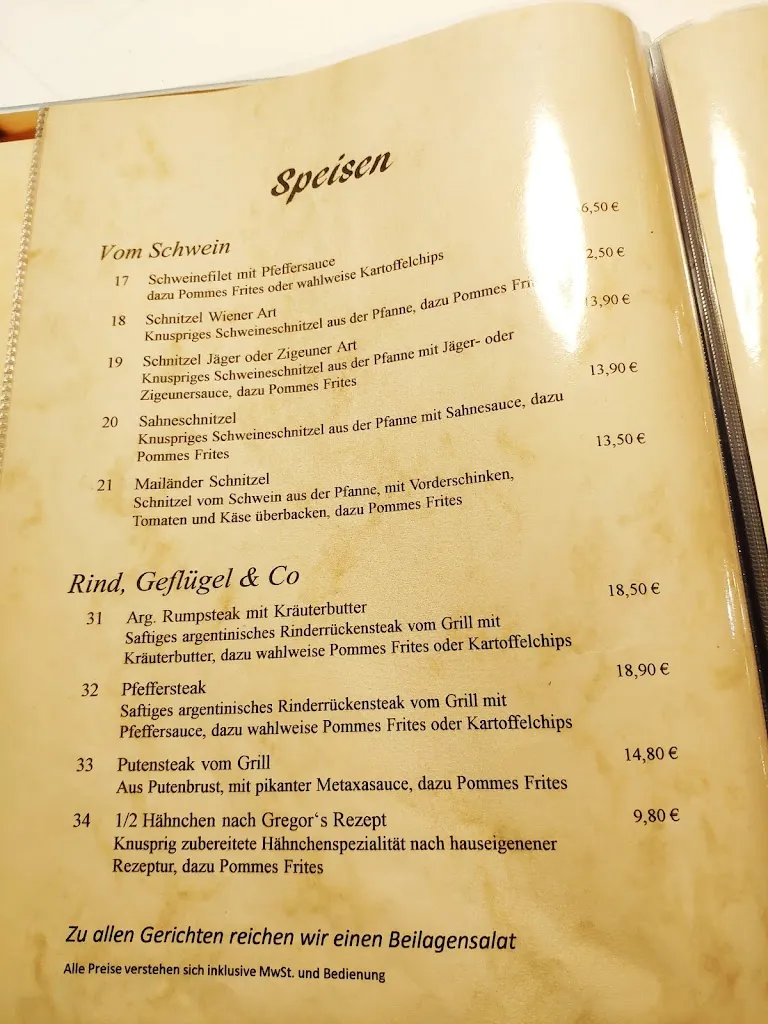 Speisen
Vom Schwein
17 Schweinefilet mit Pfeffersauce 6,50 €
dazu Pommes Frites oder wahlweise Kartoffelchips
18 Schnitzel Wiener Art 2,50 €
Knuspriges Schweineschnitzel aus der Pfanne, dazu Pommes Fri
19 Schnitzel Jäger oder Zigeuner Art 13,90 €
Knuspriges Schweineschnitzel aus der Pfanne mit Jäger- oder
Zigeunersauce, dazu Pommes Frites
20 Sahneschnitzel 13,90 €
Knuspriges Schweineschnitzel aus der Pfanne mit Sahnesauce, dazu
Pommes Frites
21 Mailänder Schnitzel 13,50 €
Schnitzel vom Schwein aus der Pfanne, mit Vorderschinken,
Tomaten und Käse überbacken, dazu Pommes Frites
Rind, Geflügel & Co
31 Arg. Rumpsteak mit Kräuterbutter 18,50 €
Saftiges argentinisches Rinderrückensteak vom Grill mit
Kräuterbutter, dazu wahlweise Pommes Frites oder Kartoffelchips
32 Pfeffersteak 18,90 €
Saftiges argentinisches Rinderrückensteak vom Grill mit
Pfeffersauce, dazu wahlweise Pommes Frites oder Kartoffelchips
33 Putensteak vom Grill 14,80 €
Aus Putenbrust, mit pikanter Metaxasauce, dazu Pommes Frites
34 1/2 Hähnchen nach Gregor's Rezept 9,80 €
Knusprig zubereitete Hähnchenspezialität nach hauseigenener
Rezeptur, dazu Pommes Frites
Zu allen Gerichten reichen wir einen Beilagensalat
Alle Preise verstehen sich inklusive MwSt. und Bedienung